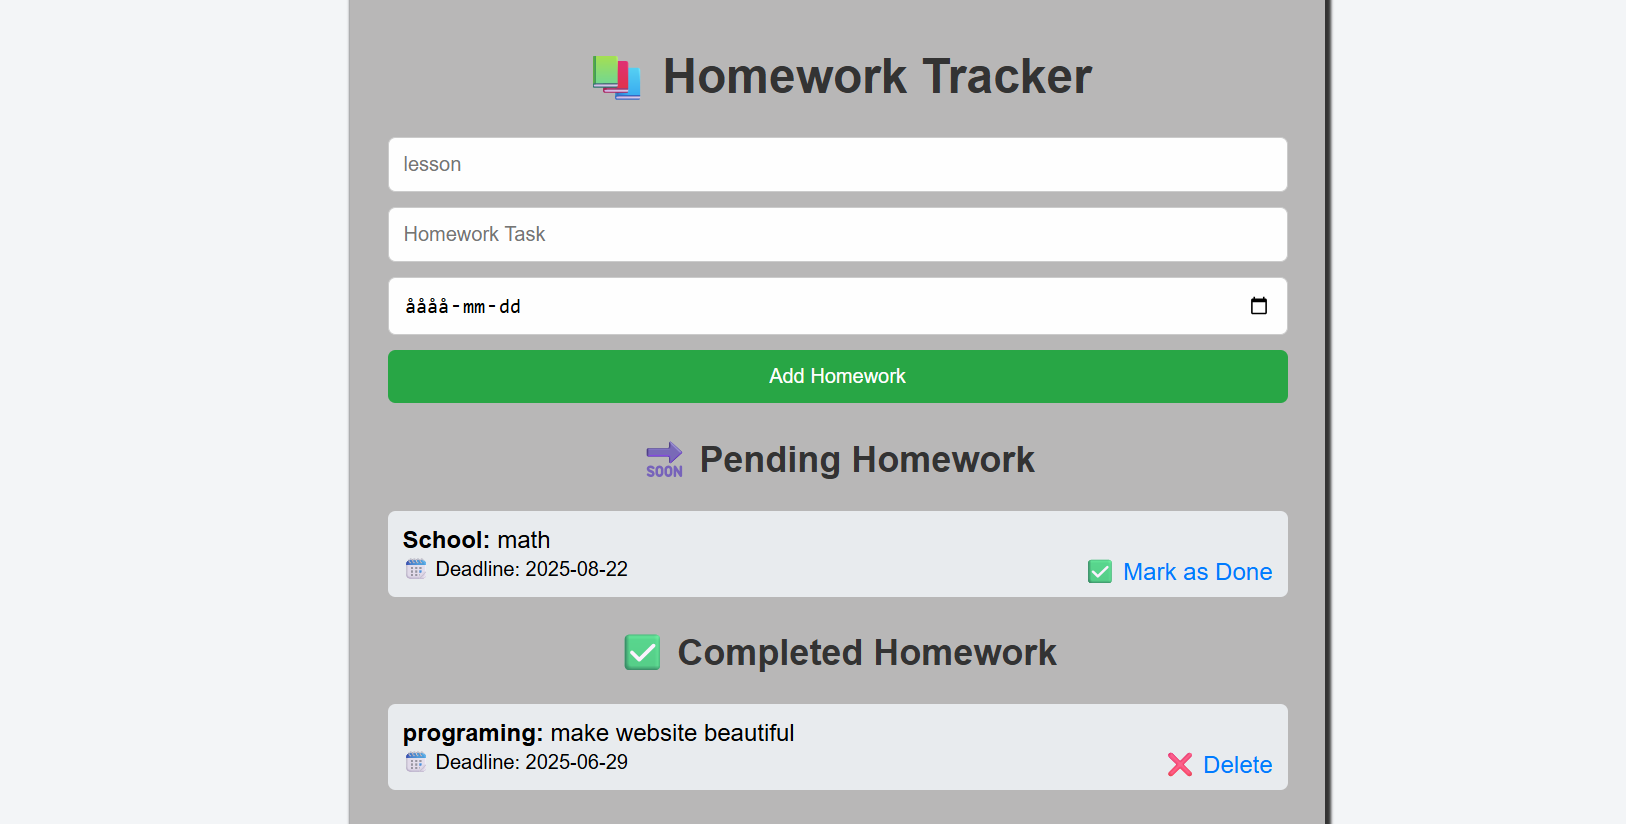 Homework Tracker
lesson
Homework Task
åååå-mm-dd
Add Homework
SOON Pending Homework
School: math
Deadline: 2025-08-22
Mark as Done
Completed Homework
programing: make website beautiful
Deadline: 2025-06-29
Delete